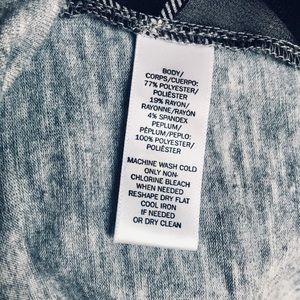 BODY/
CORPS/CUERPO:
77% POLYESTER/
POLIÉSTER
19% RAYON/
RAYONNE/RAYÓN
4% SPANDEX
PEPLUM/
PÉPLUM/PEPLO:
100% POLYESTER/
POLIÉSTER
MACHINE WASH COLD
ONLY NON-
CHLORINE BLEACH
WHEN NEEDED
RESHAPE DRY FLAT
COOL IRON
IF NEEDED
OR DRY CLEAN